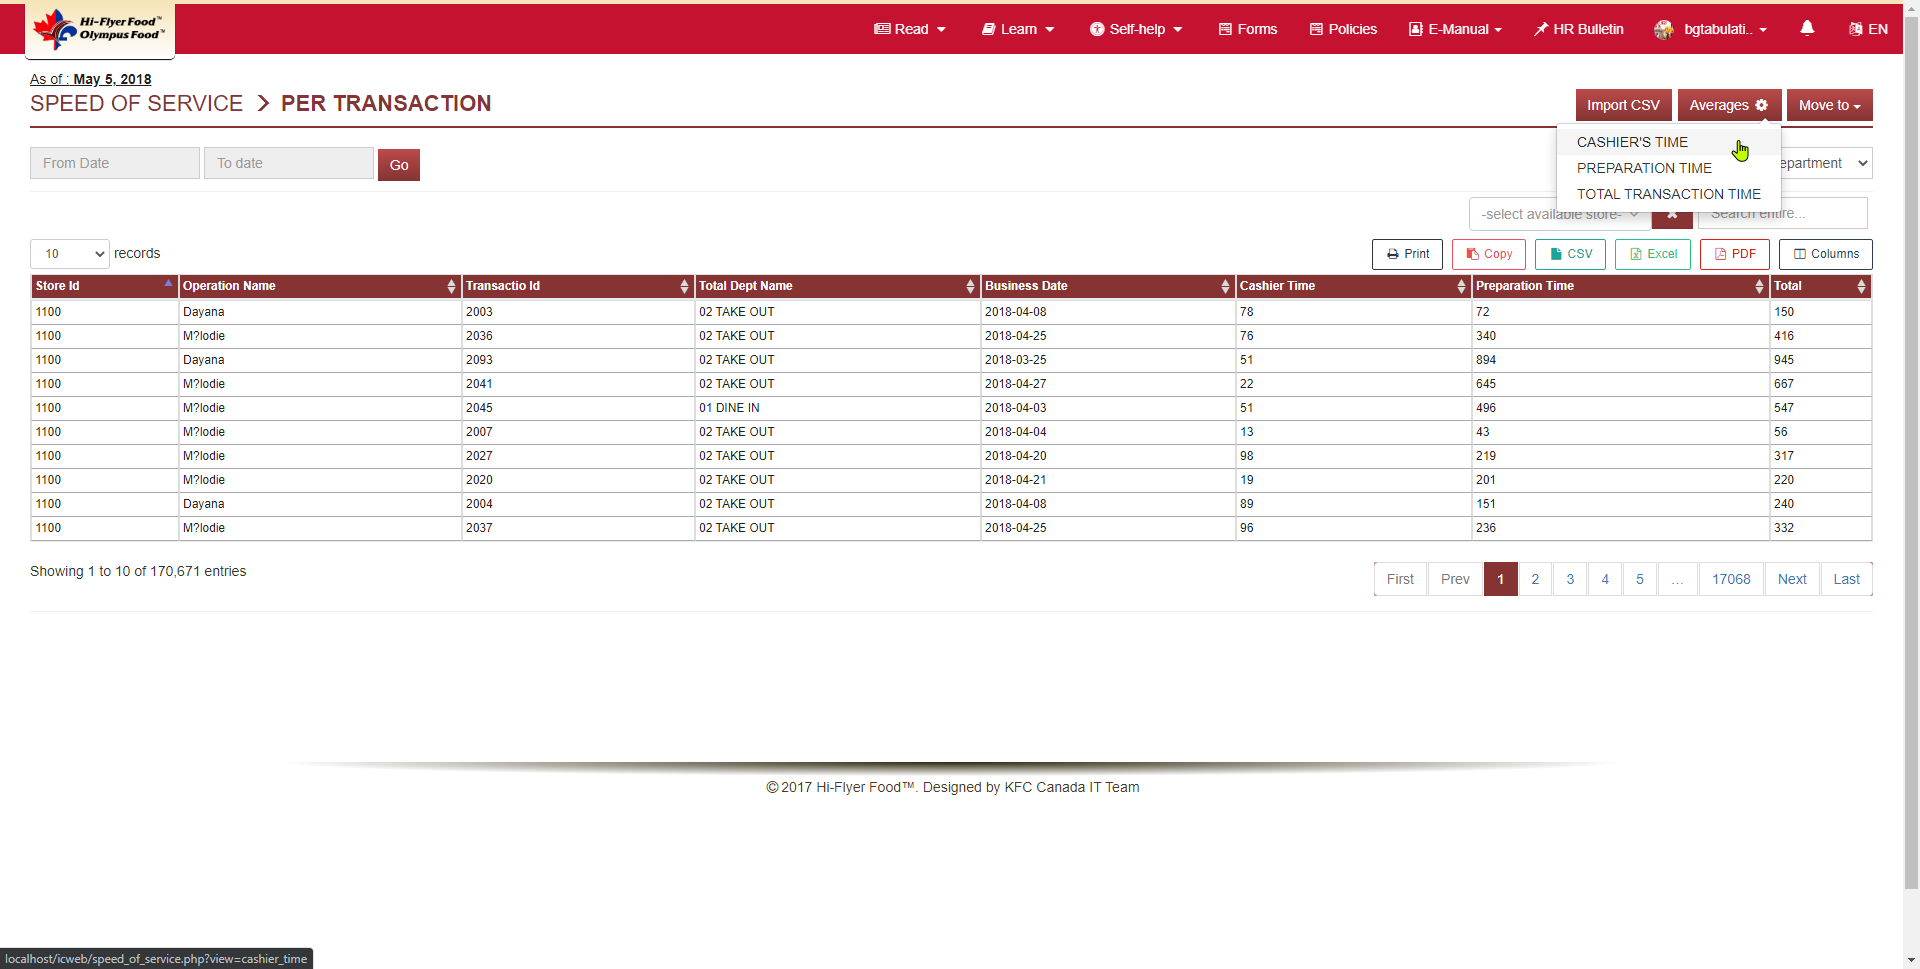 Hi-Flyer Food™
Olympus Food™
Read
Learn
Self-help
Forms
Policies
E-Manual
HR Bulletin
bgtabulati..
EN
As of : May 5, 2018
SPEED OF SERVICE > PER TRANSACTION
Import CSV
Averages
Move to
CASHIER'S TIME
PREPARATION TIME
TOTAL TRANSACTION TIME
From Date
To date
Go
epartment
-select available store-
Search entire...
10 records
Print
Copy
CSV
Excel
PDF
Columns
Store Id Operation Name Transactio Id Total Dept Name Business Date Cashier Time Preparation Time Total
1100 Dayana 2003 02 TAKE OUT 2018-04-08 78 72 150
1100 M?lodie 2036 02 TAKE OUT 2018-04-25 76 340 416
1100 Dayana 2093 02 TAKE OUT 2018-03-25 51 894 945
1100 M?lodie 2041 02 TAKE OUT 2018-04-27 22 645 667
1100 M?lodie 2045 01 DINE IN 2018-04-03 51 496 547
1100 M?lodie 2007 02 TAKE OUT 2018-04-04 13 43 56
1100 M?lodie 2027 02 TAKE OUT 2018-04-20 98 219 317
1100 M?lodie 2020 02 TAKE OUT 2018-04-21 19 201 220
1100 Dayana 2004 02 TAKE OUT 2018-04-08 89 151 240
1100 M?lodie 2037 02 TAKE OUT 2018-04-25 96 236 332
Showing 1 to 10 of 170,671 entries
First Prev 1 2 3 4 5 ... 17068 Next Last
© 2017 Hi-Flyer Food™. Designed by KFC Canada IT Team
localhost/icweb/speed_of_service.php?view=cashier_time